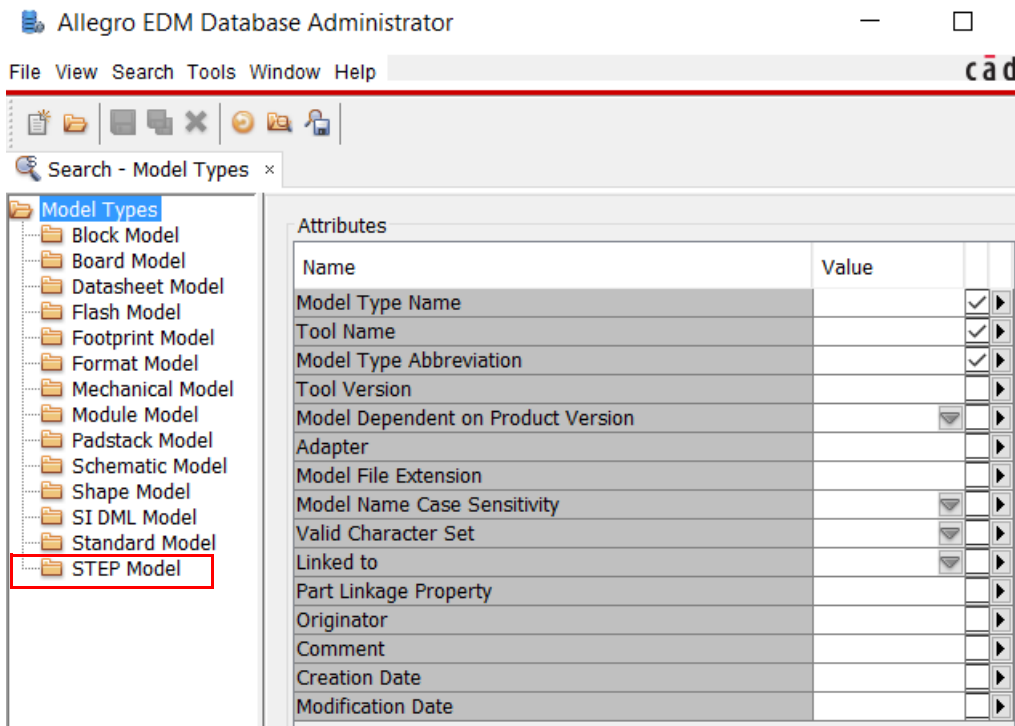 Allegro EDM Database Administrator
File View Search Tools Window Help
cād
Search - Model Types ×
Model Types
Block Model
Board Model
Datasheet Model
Flash Model
Footprint Model
Format Model
Mechanical Model
Module Model
Padstack Model
Schematic Model
Shape Model
SI DML Model
Standard Model
STEP Model
Attributes
Name Value
Model Type Name
Tool Name
Model Type Abbreviation
Tool Version
Model Dependent on Product Version
Adapter
Model File Extension
Model Name Case Sensitivity
Valid Character Set
Linked to
Part Linkage Property
Originator
Comment
Creation Date
Modification Date